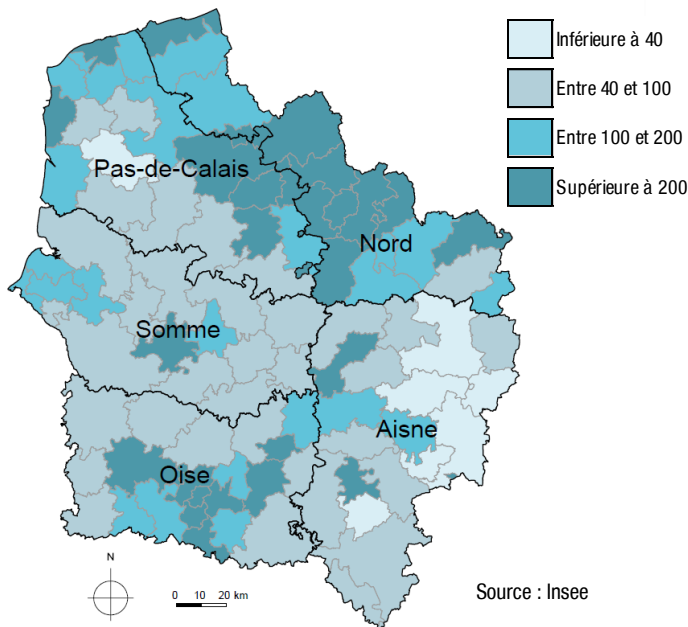 Inférieure à 40
Entre 40 et 100
Entre 100 et 200
Supérieure à 200
Pas-de-Calais
Nord
Somme
Aisne
Oise
N
0 10 20 km
Source : Insee